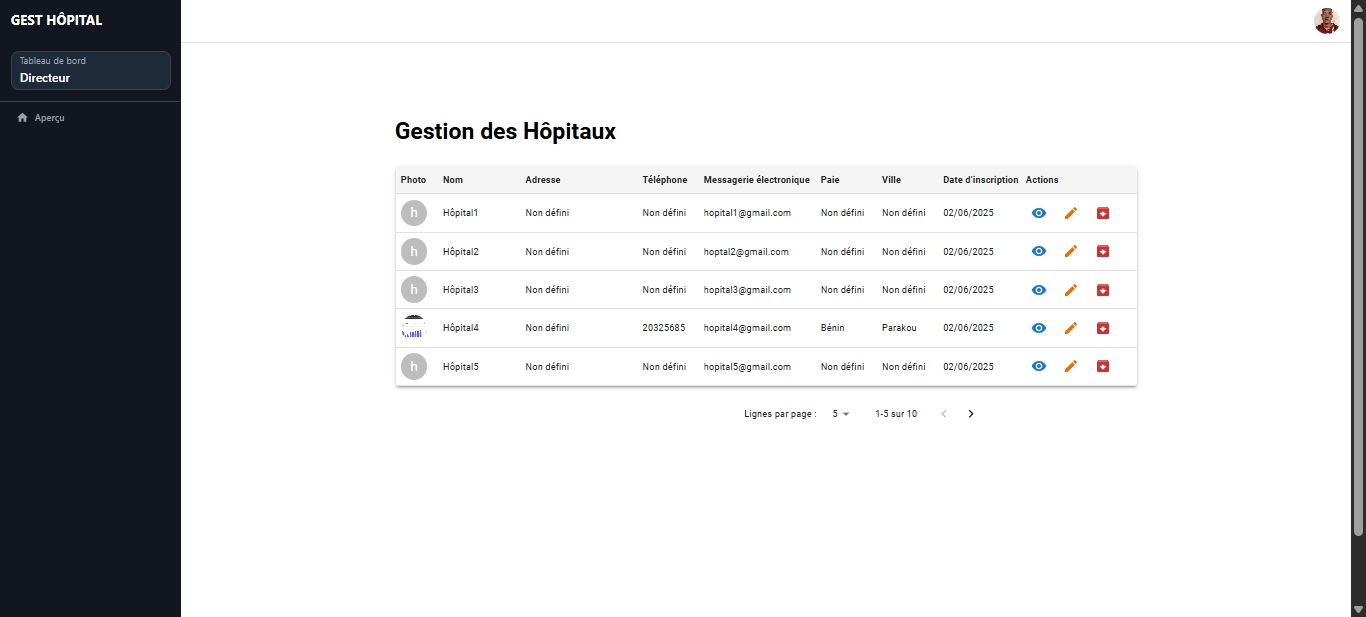 GEST HÔPITAL
Tableau de bord
Directeur
Aperçu
Gestion des Hôpitaux
Photo Nom Adresse Téléphone Messagerie électronique Paie Ville Date d'inscription Actions
h Hôpital1 Non défini Non défini hopital1@gmail.com Non défini Non défini 02/06/2025
h Hôpital2 Non défini Non défini hoptal2@gmail.com Non défini Non défini 02/06/2025
h Hôpital3 Non défini Non défini hopital3@gmail.com Non défini Non défini 02/06/2025
Hôpital4 Non défini 20325685 hopital4@gmail.com Bénin Parakou 02/06/2025
h Hôpital5 Non défini Non défini hopital5@gmail.com Non défini Non défini 02/06/2025
Lignes par page : 5 1-5 sur 10